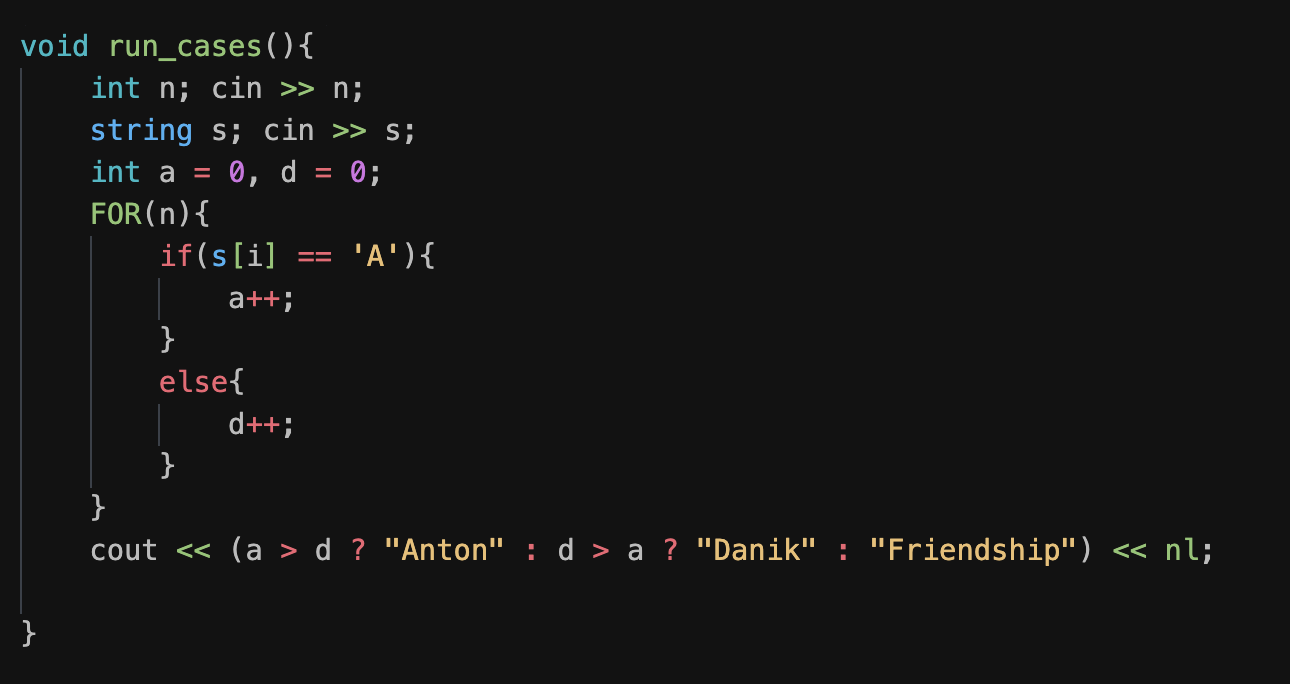 void run_cases(){
    int n; cin >> n;
    string s; cin >> s;
    int a = 0, d = 0;
    FOR(n){
        if(s[i] == 'A'){
            a++;
        }
        else{
            d++;
        }
    }
    cout << (a > d ? "Anton" : d > a ? "Danik" : "Friendship") << nl;
}